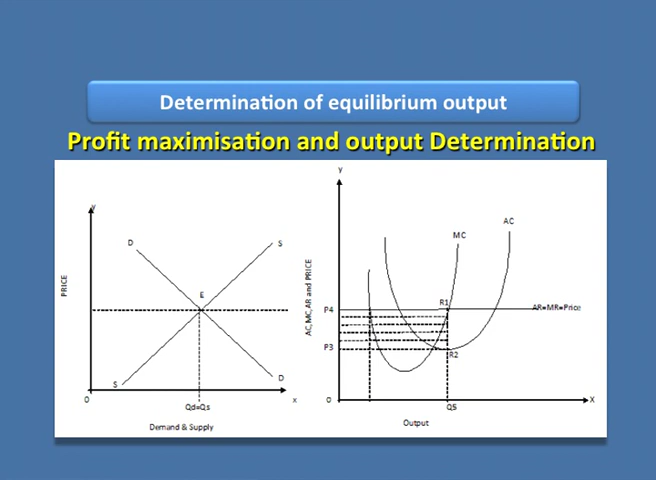 Determination of equilibrium output
Profit maximisation and output Determination
y
D
S
E
PRICE
S
D
0
Qd=Qs
x
Demand & Supply
y
AC
MC
AC,MC,AR and PRICE
P4
R1
AR=MR=Price
P3
R2
0
Q5
X
Output